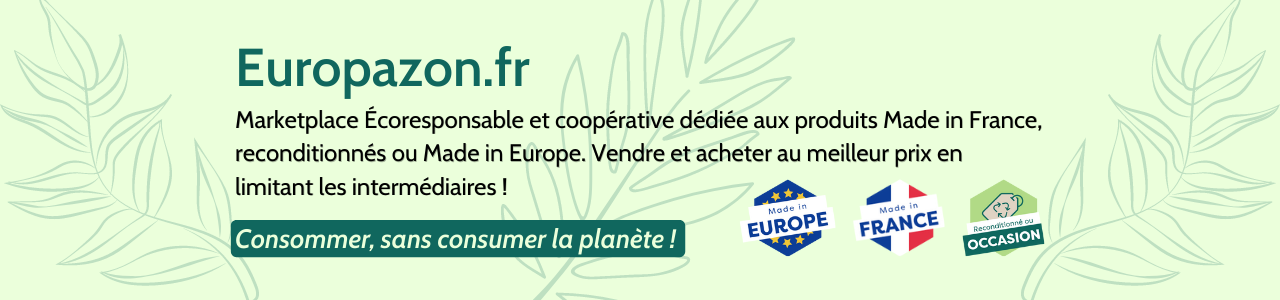 Europazon.fr
Marketplace Écoresponsable et coopérative dédiée aux produits Made in France,
reconditionnés ou Made in Europe. Vendre et acheter au meilleur prix en
limitant les intermédiaires !
Consommer, sans consumer la planète !
Made in
EUROPE
Made in
FRANCE
Reconditionné ou
OCCASION